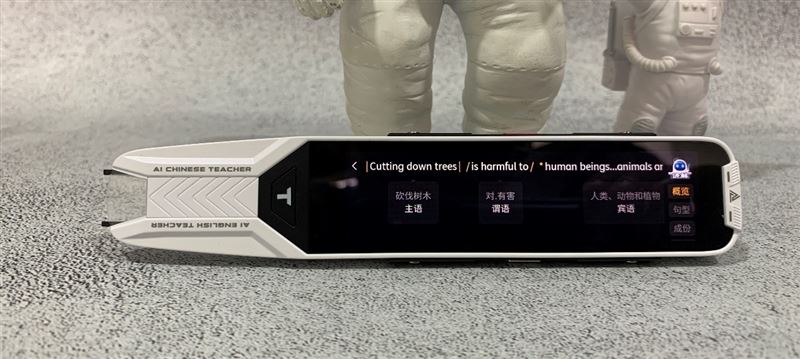 AI CHINESE TEACHER
AI ENGLISH TEACHER
T
< |Cutting down trees| /is harmful to/ *human beings...animals ar
砍伐树木
主语
对.有害
谓语
人类、动物和植物
宾语
概览
句型
成份